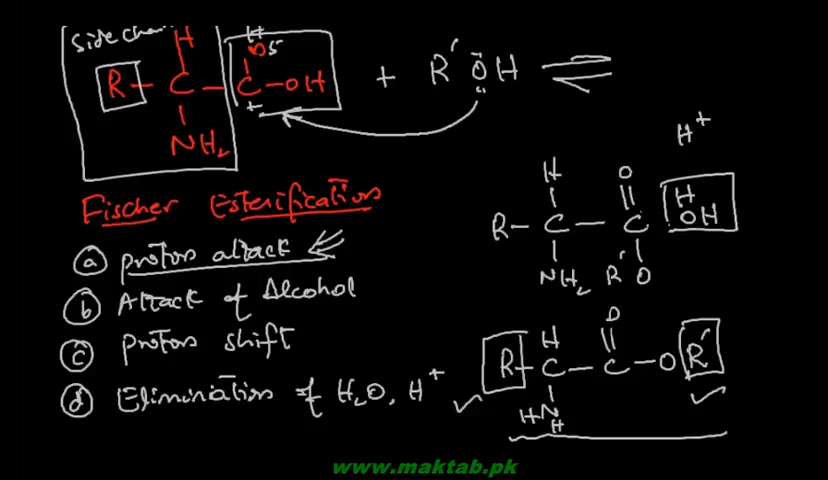 side chain
H
H
O
R - C - C - OH + R' OH ⇌
+
NH2
H+
Fischer Esterification
H O H
R - C - C OH
NH2 R' O
(a) proton attack
(b) Attack of Alcohol
(c) proton shift
(d) Elimination of H2O, H+
H O
R - C - C - O R'
HN
H
www.maktab.pk